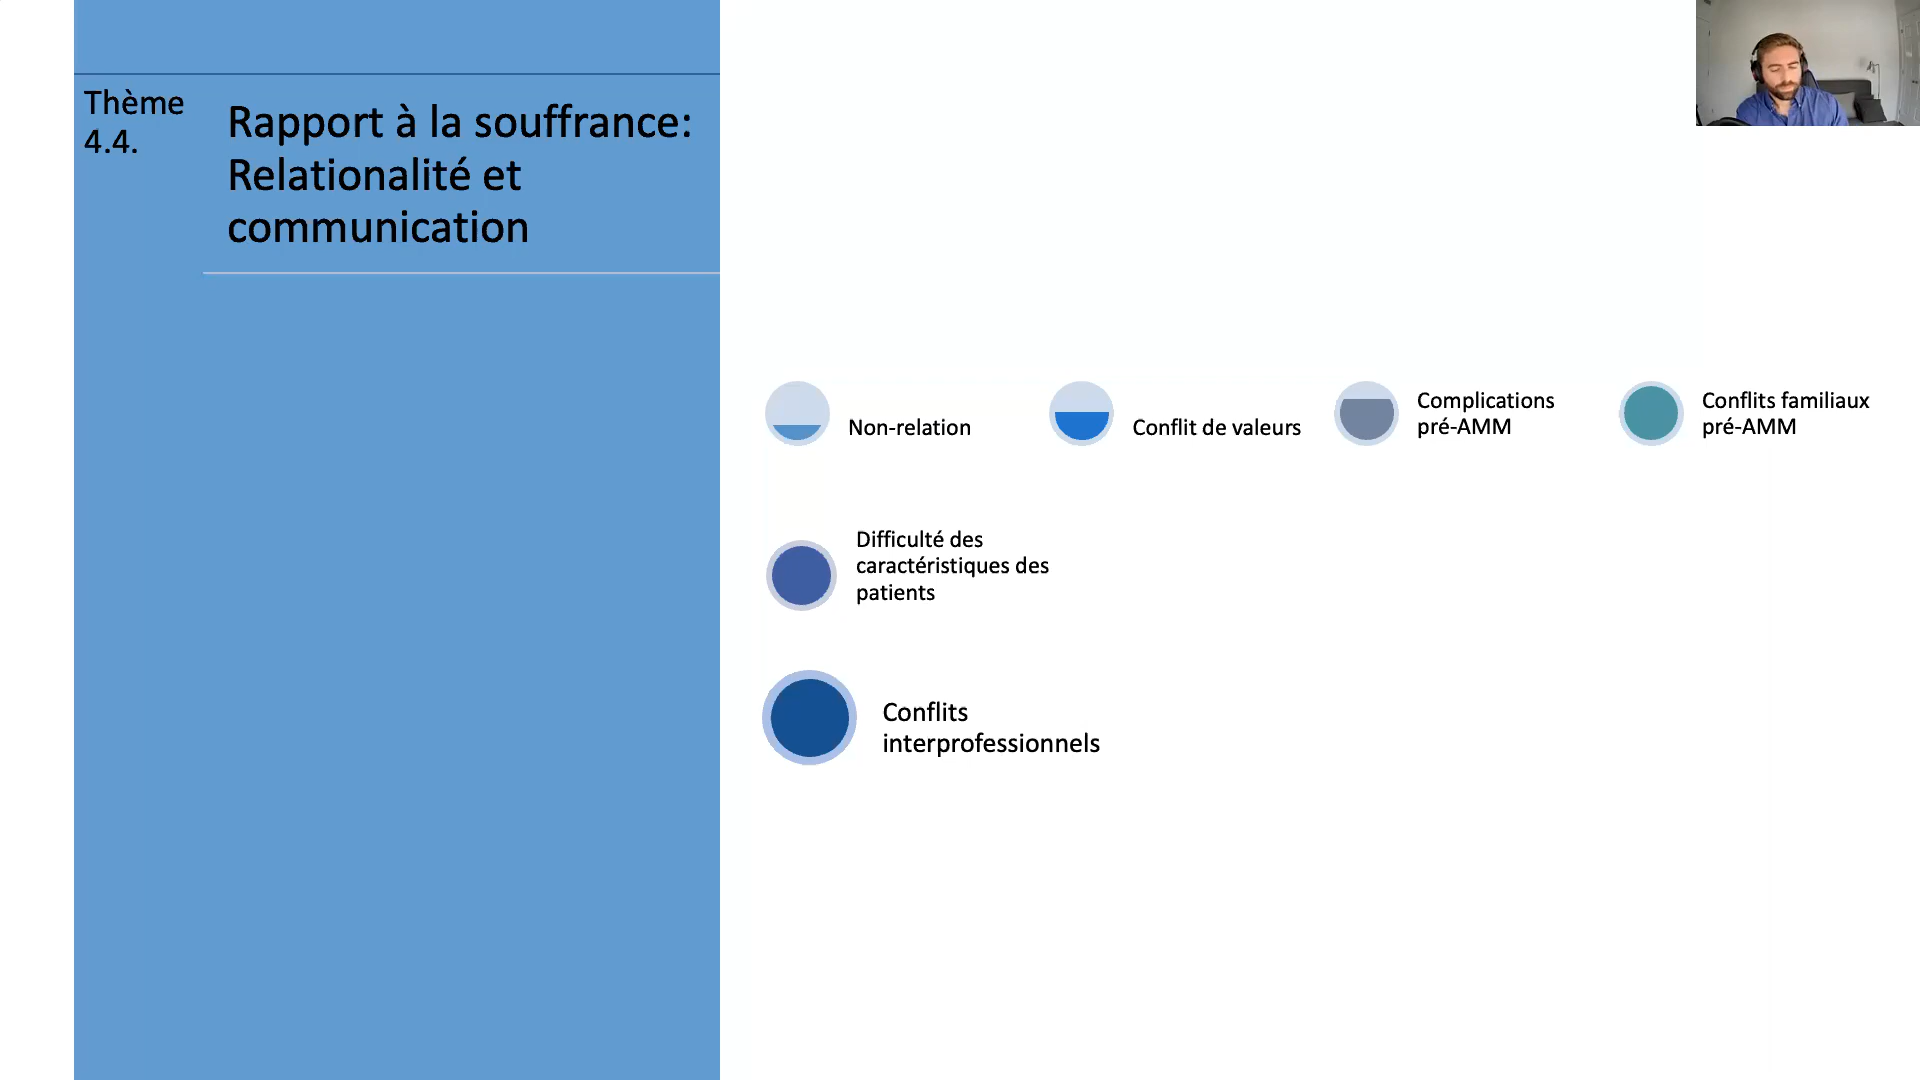 Thème
4.4.
Rapport à la souffrance:
Relationalité et
communication
Non-relation
Conflit de valeurs
Complications
pré-AMM
Conflits familiaux
pré-AMM
Difficulté des
caractéristiques des
patients
Conflits
interprofessionnels